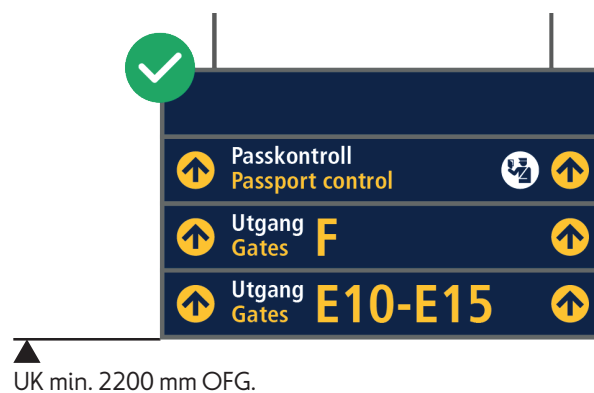 Passkontroll
Passport control
Utgang
Gates F
Utgang
Gates E10-E15
UK min. 2200 mm OFG.